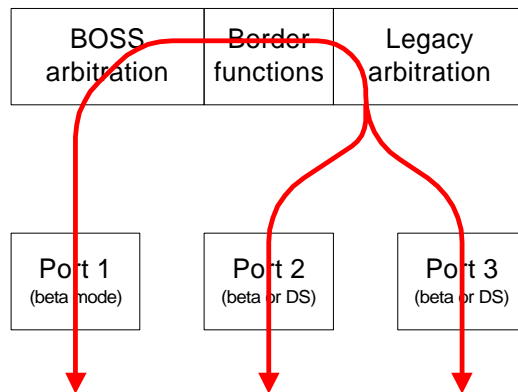 BOSS arbitration
Border functions
Legacy arbitration
Port 1
(beta mode)
Port 2
(beta or DS)
Port 3
(beta or DS)